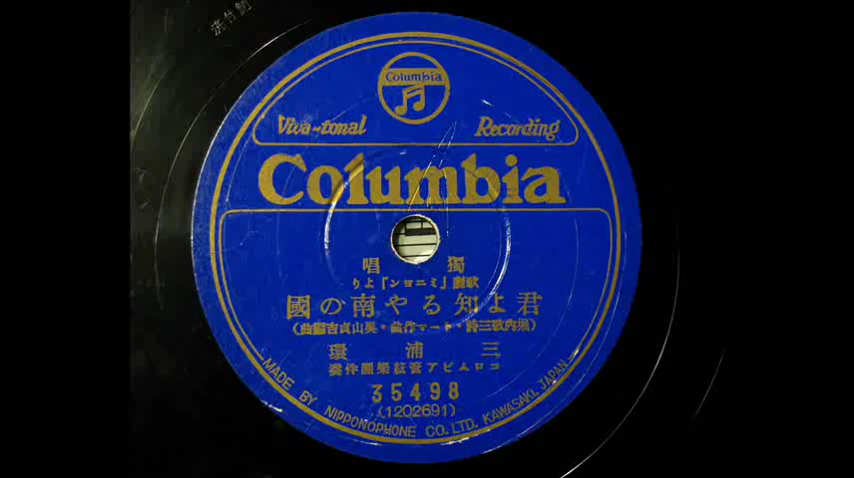 Columbia
Viva-tonal Recording
Columbia
獨唱
歌劇『ミニヨン』より
君よ知るや南の國
(堀内敬三詩・トーマ作曲・奥山貞吉編曲)
三浦環
コロムビア管絃樂團伴奏
35498
(1202691)
MADE BY NIPPONOPHONE CO. LTD. KAWASAKI, JAPAN.